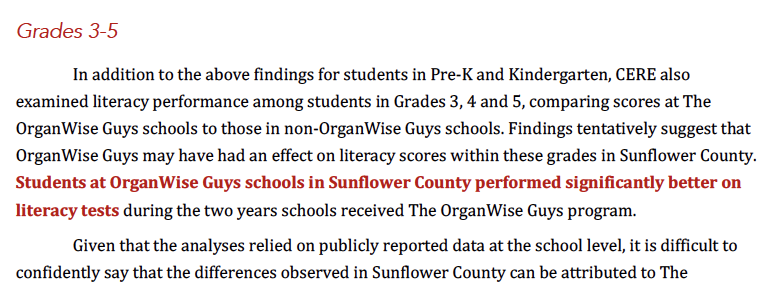 Grades 3-5
In addition to the above findings for students in Pre-K and Kindergarten, CERE also
examined literacy performance among students in Grades 3, 4 and 5, comparing scores at The
OrganWise Guys schools to those in non-OrganWise Guys schools. Findings tentatively suggest that
OrganWise Guys may have had an effect on literacy scores within these grades in Sunflower County.
Students at OrganWise Guys schools in Sunflower County performed significantly better on
literacy tests during the two years schools received The OrganWise Guys program.
Given that the analyses relied on publicly reported data at the school level, it is difficult to
confidently say that the differences observed in Sunflower County can be attributed to The